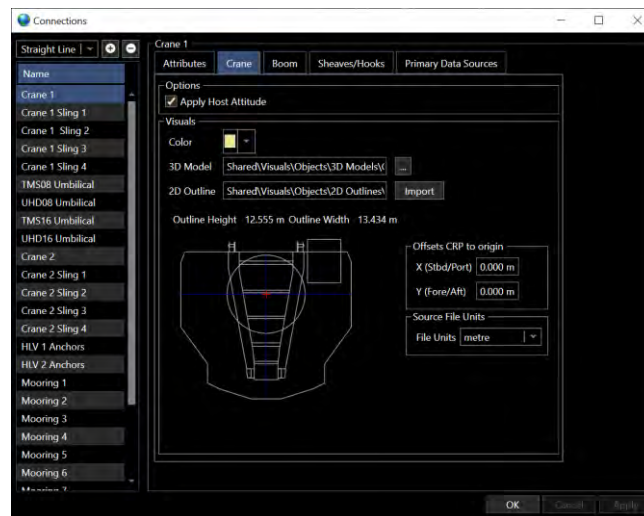 Connections
Straight Line
Name
Crane 1
Crane 1 Sling 1
Crane 1 Sling 2
Crane 1 Sling 3
Crane 1 Sling 4
TMS08 Umbilical
UHD08 Umbilical
TMS16 Umbilical
UHD16 Umbilical
Crane 2
Crane 2 Sling 1
Crane 2 Sling 2
Crane 2 Sling 3
Crane 2 Sling 4
HLV 1 Anchors
HLV 2 Anchors
Mooring 1
Mooring 2
Mooring 3
Mooring 4
Mooring 5
Mooring 6
Mooring 7
Crane 1
Attributes Crane Boom Sheaves/Hooks Primary Data Sources
Options
Apply Host Attitude
Visuals
Color
3D Model Shared\Visuals\Objects\3D Models\( ...
2D Outline Shared\Visuals\Objects\2D Outlines\ Import
Outline Height 12.555 m Outline Width 13.434 m
Offsets CRP to origin
X (Stbd/Port) 0.000 m
Y (Fore/Aft) 0.000 m
Source File Units
File Units metre
OK Cancel Apply